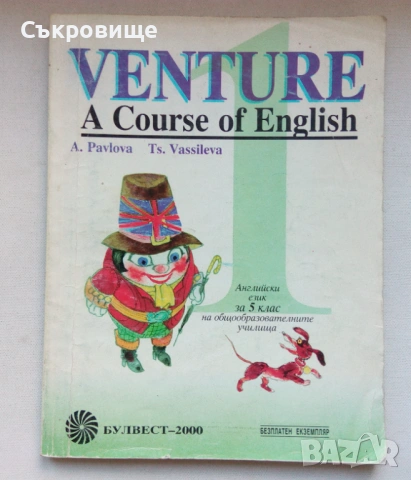 Съкровище
VENTURE
A Course of English
A. Pavlova Ts. Vassileva
1
Английски
език
за 5 клас
на общообразователните
училища
БУЛВЕСТ-2000
БЕЗПЛАТЕН ЕКЗЕМПЛЯР
BAZAR